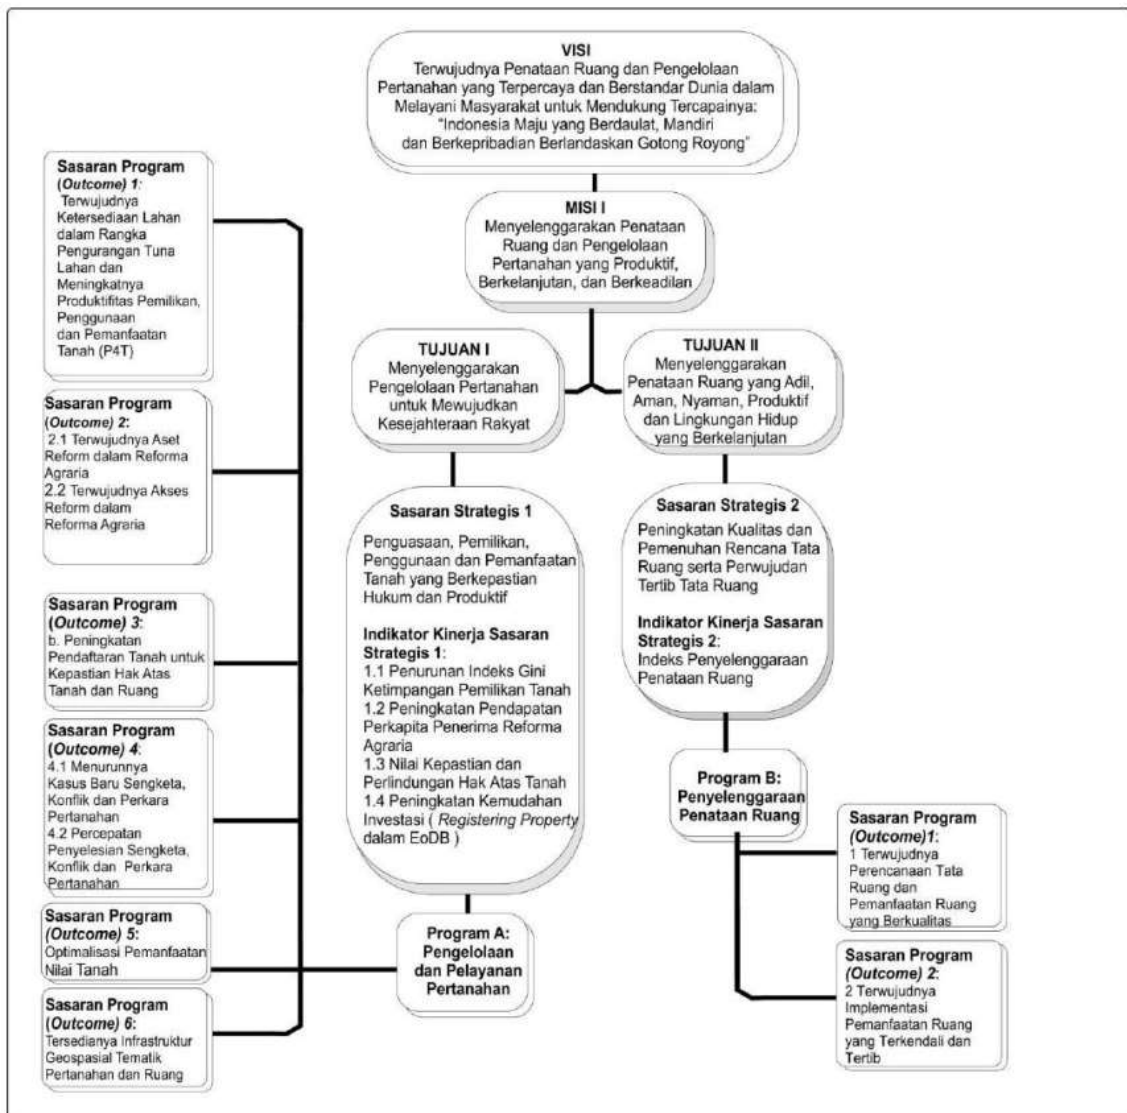 VISI
Terwujudnya Penataan Ruang dan Pengelolaan
Pertanahan yang Terpercaya dan Berstandar Dunia dalam
Melayani Masyarakat untuk Mendukung Tercapainya:
“Indonesia Maju yang Berdaulat, Mandiri
dan Berkepribadian Berlandaskan Gotong Royong”
MISI I
Menyelenggarakan Penataan
Ruang dan Pengelolaan
Pertanahan yang Produktif,
Berkelanjutan, dan Berkeadilan
TUJUAN I
Menyelenggarakan
Pengelolaan Pertanahan
untuk Mewujudkan
Kesejahteraan Rakyat
TUJUAN II
Menyelenggarakan
Penataan Ruang yang Adil,
Aman, Nyaman, Produktif
dan Lingkungan Hidup
yang Berkelanjutan
Sasaran Strategis 1
Penguasaan, Pemilikan,
Penggunaan dan Pemanfaatan
Tanah yang Berkepastian
Hukum dan Produktif
Indikator Kinerja Sasaran
Strategis 1:
1.1 Penurunan Indeks Gini
Ketimpangan Pemilikan Tanah
1.2 Peningkatan Pendapatan
Perkapita Penerima Reforma
Agraria
1.3 Nilai Kepastian dan
Perlindungan Hak Atas Tanah
1.4 Peningkatan Kemudahan
Investasi ( Registering Property
dalam EoDB )
Sasaran Strategis 2
Peningkatan Kualitas dan
Pemenuhan Rencana Tata
Ruang serta Perwujudan
Tertib Tata Ruang
Indikator Kinerja Sasaran
Strategis 2:
Indeks Penyelenggaraan
Penataan Ruang
Program A:
Pengelolaan
dan Pelayanan
Pertanahan
Program B:
Penyelenggaraan
Penataan Ruang
Sasaran Program
(Outcome) 1:
Terwujudnya
Ketersediaan Lahan
dalam Rangka
Pengurangan Tuna
Lahan dan
Meningkatnya
Produktifitas Pemilikan,
Penggunaan
dan Pemanfaatan
Tanah (P4T)
Sasaran Program
(Outcome) 2:
2.1 Terwujudnya Aset
Reform dalam Reforma
Agraria
2.2 Terwujudnya Akses
Reform dalam
Reforma Agraria
Sasaran Program
(Outcome) 3:
b. Peningkatan
Pendaftaran Tanah untuk
Kepastian Hak Atas
Tanah dan Ruang
Sasaran Program
(Outcome) 4:
4.1 Menurunnya
Kasus Baru Sengketa,
Konflik dan Perkara
Pertanahan
4.2 Percepatan
Penyelesian Sengketa,
Konflik dan Perkara
Pertanahan
Sasaran Program
(Outcome) 5:
Optimalisasi Pemanfaatan
Nilai Tanah
Sasaran Program
(Outcome) 6:
Tersedianya Infrastruktur
Geospasial Tematik
Pertanahan dan Ruang
Sasaran Program
(Outcome)1:
1 Terwujudnya
Perencanaan Tata
Ruang dan
Pemanfaatan Ruang
yang Berkualitas
Sasaran Program
(Outcome) 2:
2 Terwujudnya
Implementasi
Pemanfaatan Ruang
yang Terkendali dan
Tertib